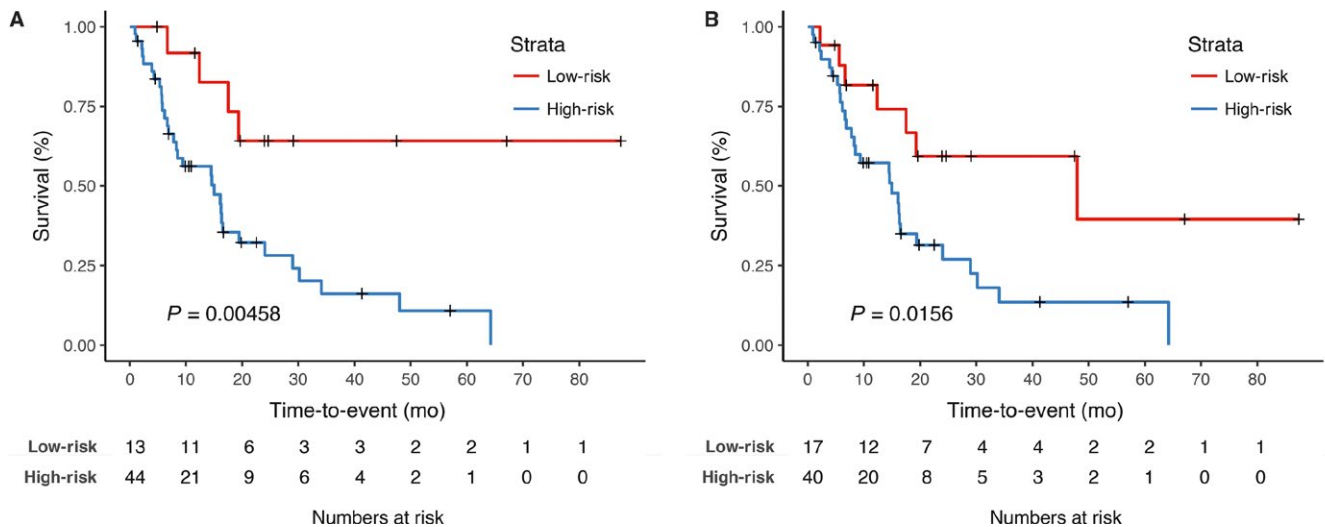 A
Survival (%)
1.00
0.75
0.50
0.25
0.00
Strata
Low-risk
High-risk
P = 0.00458
0 10 20 30 40 50 60 70 80
Time-to-event (mo)
Low-risk 13 11 6 3 3 2 2 1 1
High-risk 44 21 9 6 4 2 1 0 0
Numbers at risk
B
Survival (%)
1.00
0.75
0.50
0.25
0.00
Strata
Low-risk
High-risk
P = 0.0156
0 10 20 30 40 50 60 70 80
Time-to-event (mo)
Low-risk 17 12 7 4 4 2 2 1 1
High-risk 40 20 8 5 3 2 1 0 0
Numbers at risk